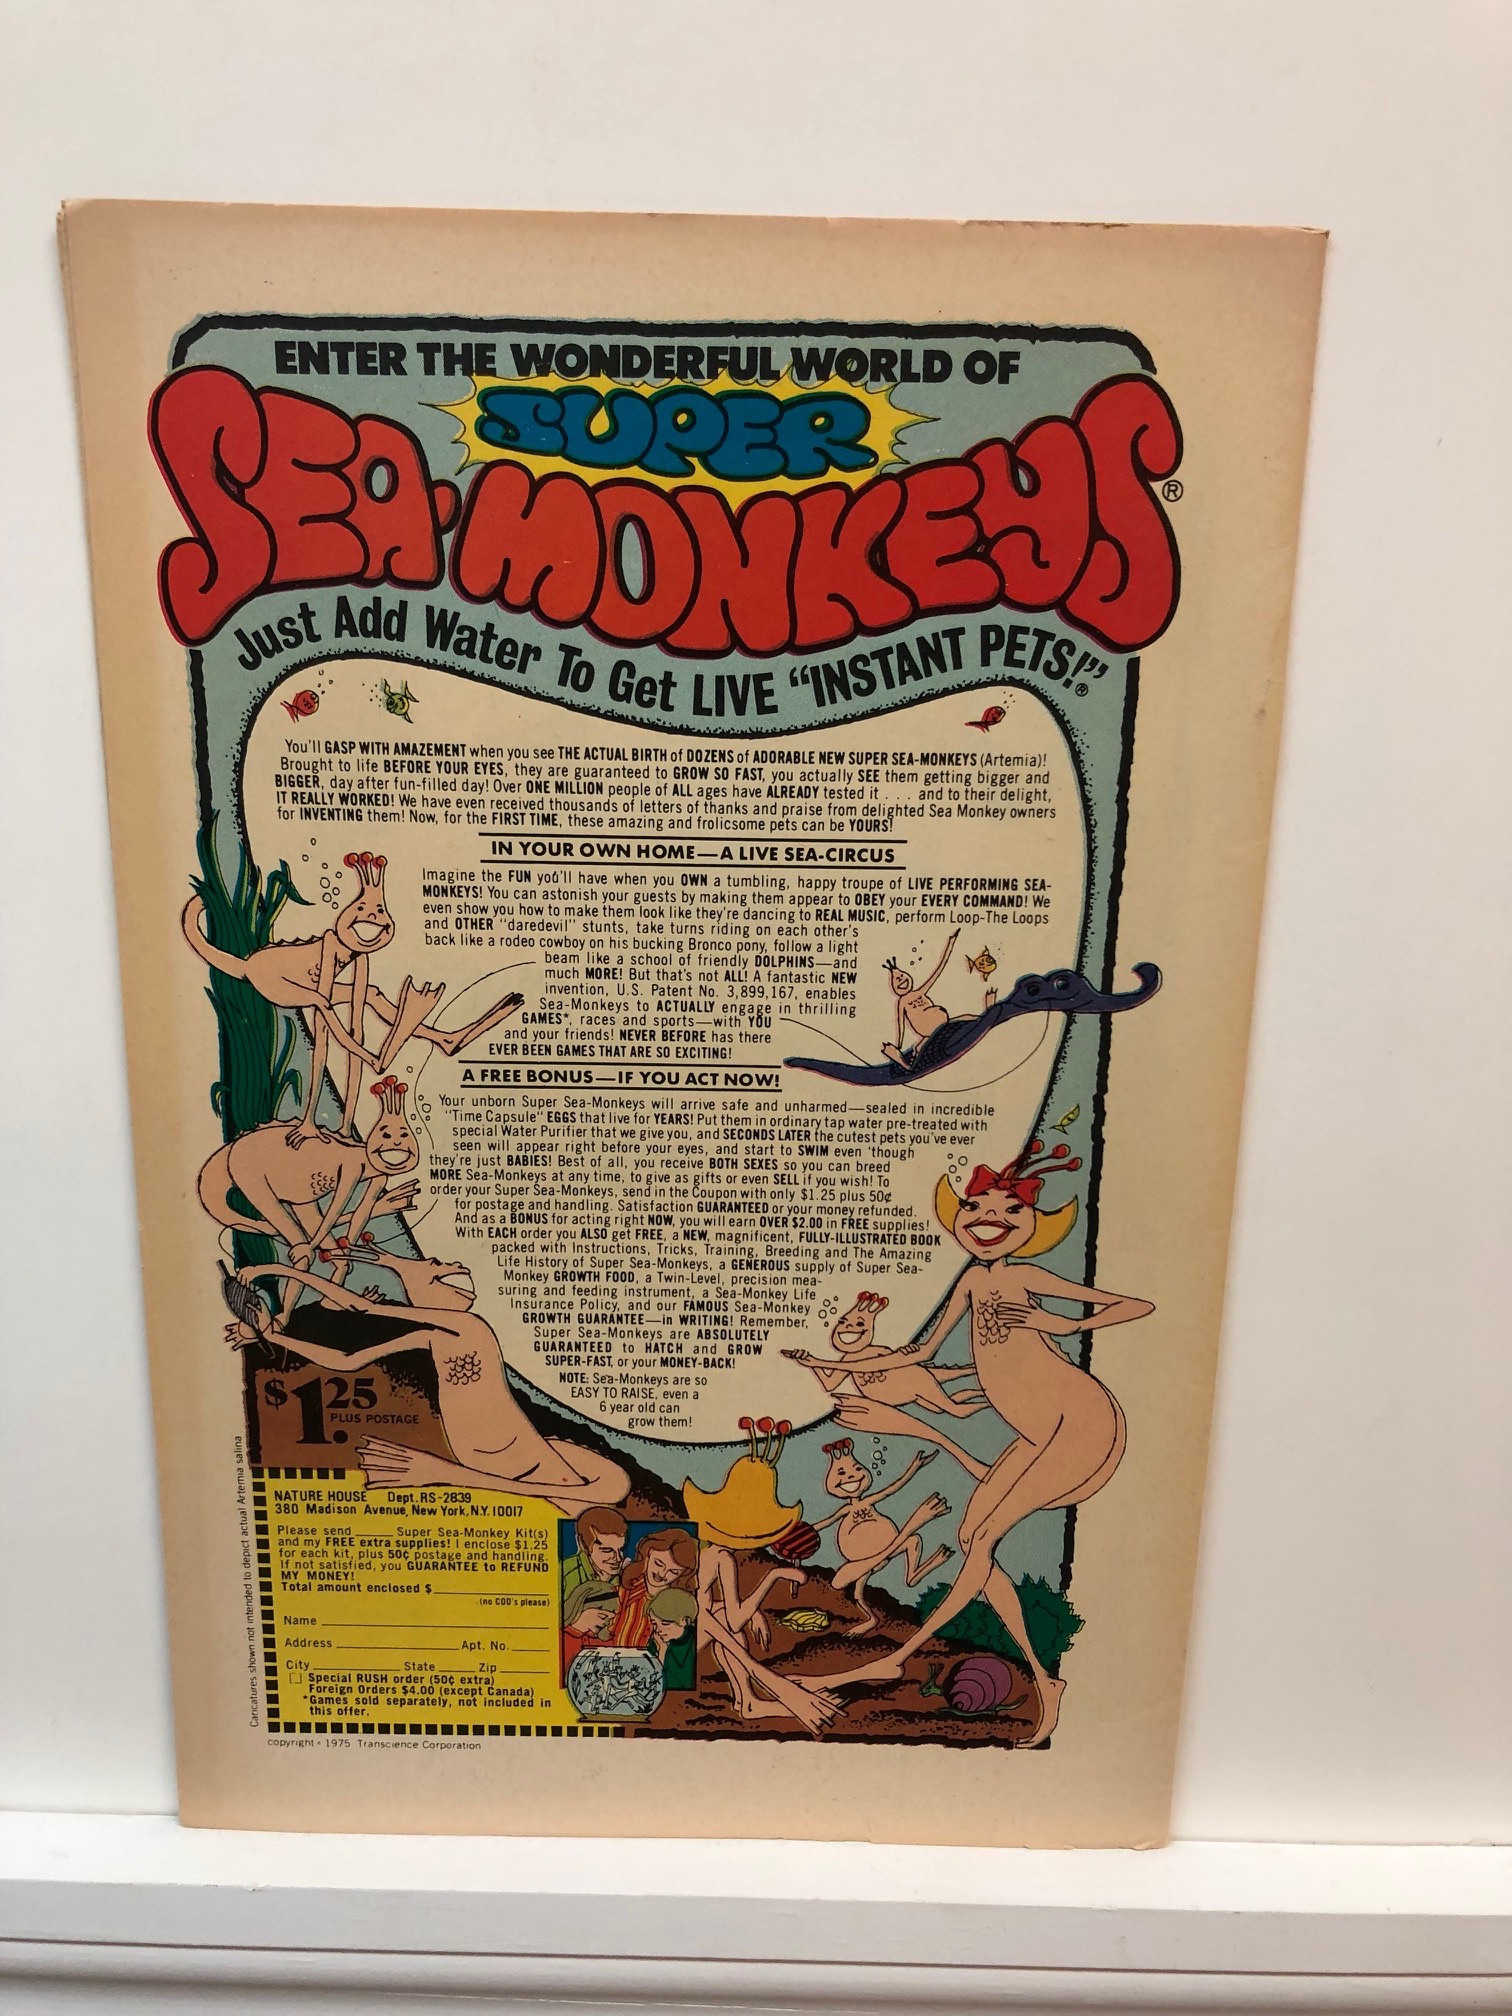 ENTER THE WONDERFUL WORLD OF
SUPER
SEA-MONKEYS®
Just Add Water To Get LIVE "INSTANT PETS!"®
You'll GASP WITH AMAZEMENT when you see THE ACTUAL BIRTH of DOZENS of ADORABLE NEW SUPER SEA-MONKEYS (Artemia)!
Brought to life BEFORE YOUR EYES, they are guaranteed to GROW SO FAST, you actually SEE them getting bigger and
BIGGER, day after fun-filled day! Over ONE MILLION people of ALL ages have ALREADY tested it . . . and to their delight,
IT REALLY WORKED! We have even received thousands of letters of thanks and praise from delighted Sea Monkey owners
for INVENTING them! Now, for the FIRST TIME, these amazing and frolicsome pets can be YOURS!
IN YOUR OWN HOME—A LIVE SEA-CIRCUS
Imagine the FUN you'll have when you OWN a tumbling, happy troupe of LIVE PERFORMING SEA-
MONKEYS! You can astonish your guests by making them appear to OBEY your EVERY COMMAND! We
even show you how to make them look like they're dancing to REAL MUSIC, perform Loop-The Loops
and OTHER "daredevil" stunts, take turns riding on each other's
back like a rodeo cowboy on his bucking Bronco pony, follow a light
beam like a school of friendly DOLPHINS—and
much MORE! But that's not ALL! A fantastic NEW
invention, U.S. Patent No. 3,899,167, enables
Sea-Monkeys to ACTUALLY engage in thrilling
GAMES*, races and sports—with YOU
and your friends! NEVER BEFORE has there
EVER BEEN GAMES THAT ARE SO EXCITING!
A FREE BONUS—IF YOU ACT NOW!
Your unborn Super Sea-Monkeys will arrive safe and unharmed—sealed in incredible
"Time Capsule" EGGS that live for YEARS! Put them in ordinary tap water pre-treated with
special Water Purifier that we give you, and SECONDS LATER the cutest pets you've ever
seen will appear right before your eyes, and start to SWIM even 'though
they're just BABIES! Best of all, you receive BOTH SEXES so you can breed
MORE Sea-Monkeys at any time, to give as gifts or even SELL if you wish! To
order your Super Sea-Monkeys, send in the Coupon with only $1.25 plus 50¢
for postage and handling. Satisfaction GUARANTEED or your money refunded.
And as a BONUS for acting right NOW, you will earn OVER $2.00 in FREE supplies!
With EACH order you ALSO get FREE, a NEW, magnificent, FULLY-ILLUSTRATED BOOK
packed with Instructions, Tricks, Training, Breeding and The Amazing
Life History of Super Sea-Monkeys, a GENEROUS supply of Super Sea-
Monkey GROWTH FOOD, a Twin-Level, precision mea-
suring and feeding instrument, a Sea-Monkey Life
Insurance Policy, and our FAMOUS Sea-Monkey
GROWTH GUARANTEE—in WRITING! Remember,
Super Sea-Monkeys are ABSOLUTELY
GUARANTEED to HATCH and GROW
SUPER-FAST, or your MONEY-BACK!
NOTE: Sea-Monkeys are so
EASY TO RAISE, even a
6 year old can
grow them!
$1.25
PLUS POSTAGE
NATURE HOUSE Dept. RS-2839
380 Madison Avenue, New York, N.Y. 10017
Please send _____ Super Sea-Monkey Kit(s)
and my FREE extra supplies! I enclose $1.25
for each kit, plus 50¢ postage and handling.
If not satisfied, you GUARANTEE to REFUND
MY MONEY!
Total amount enclosed $_______________
(no COD's please)
Name _______________
Address _______________ Apt. No. _____
City _______________ State _____ Zip _____
[ ] Special RUSH order (50¢ extra)
Foreign Orders $4.00 (except Canada)
*Games sold separately, not included in
this offer.
Caricatures shown not intended to depict actual Artemia salina
copyright © 1975 Transcience Corporation